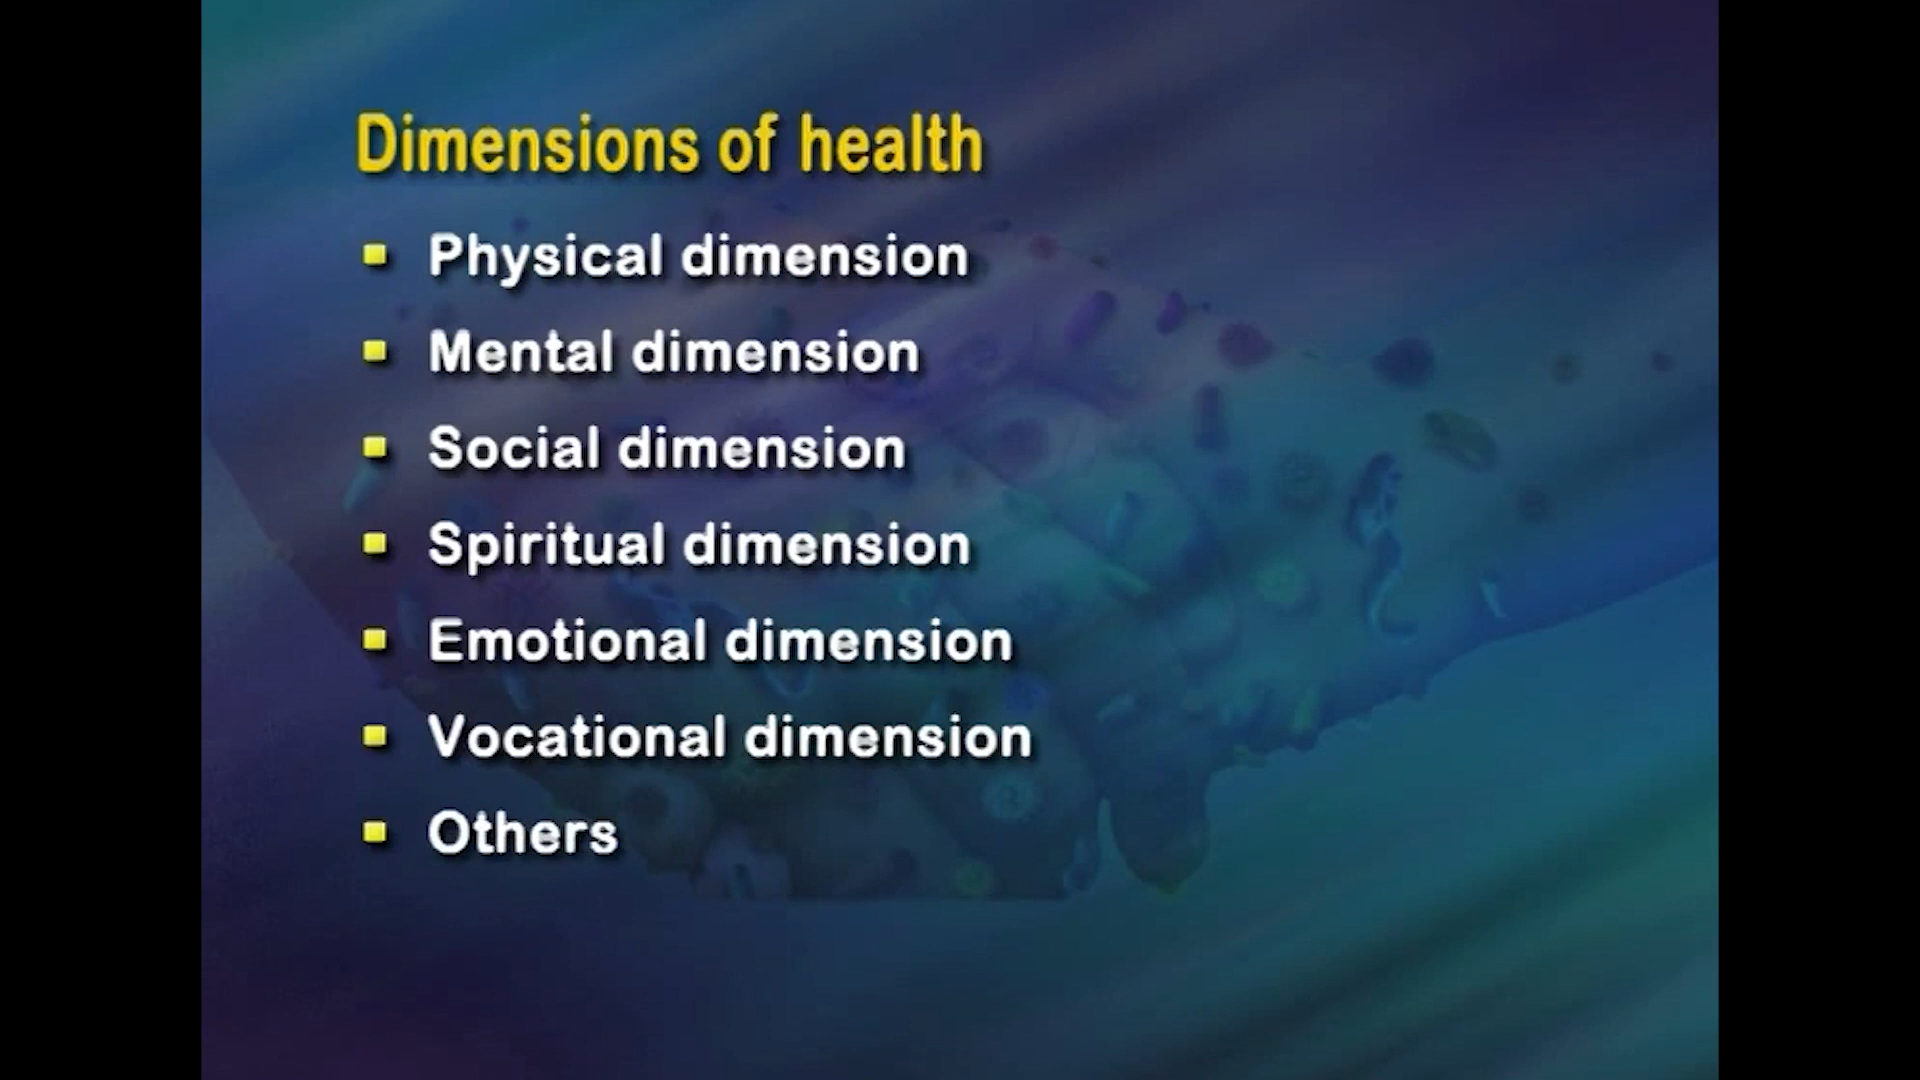 Dimensions of health
Physical dimension
Mental dimension
Social dimension
Spiritual dimension
Emotional dimension
Vocational dimension
Others